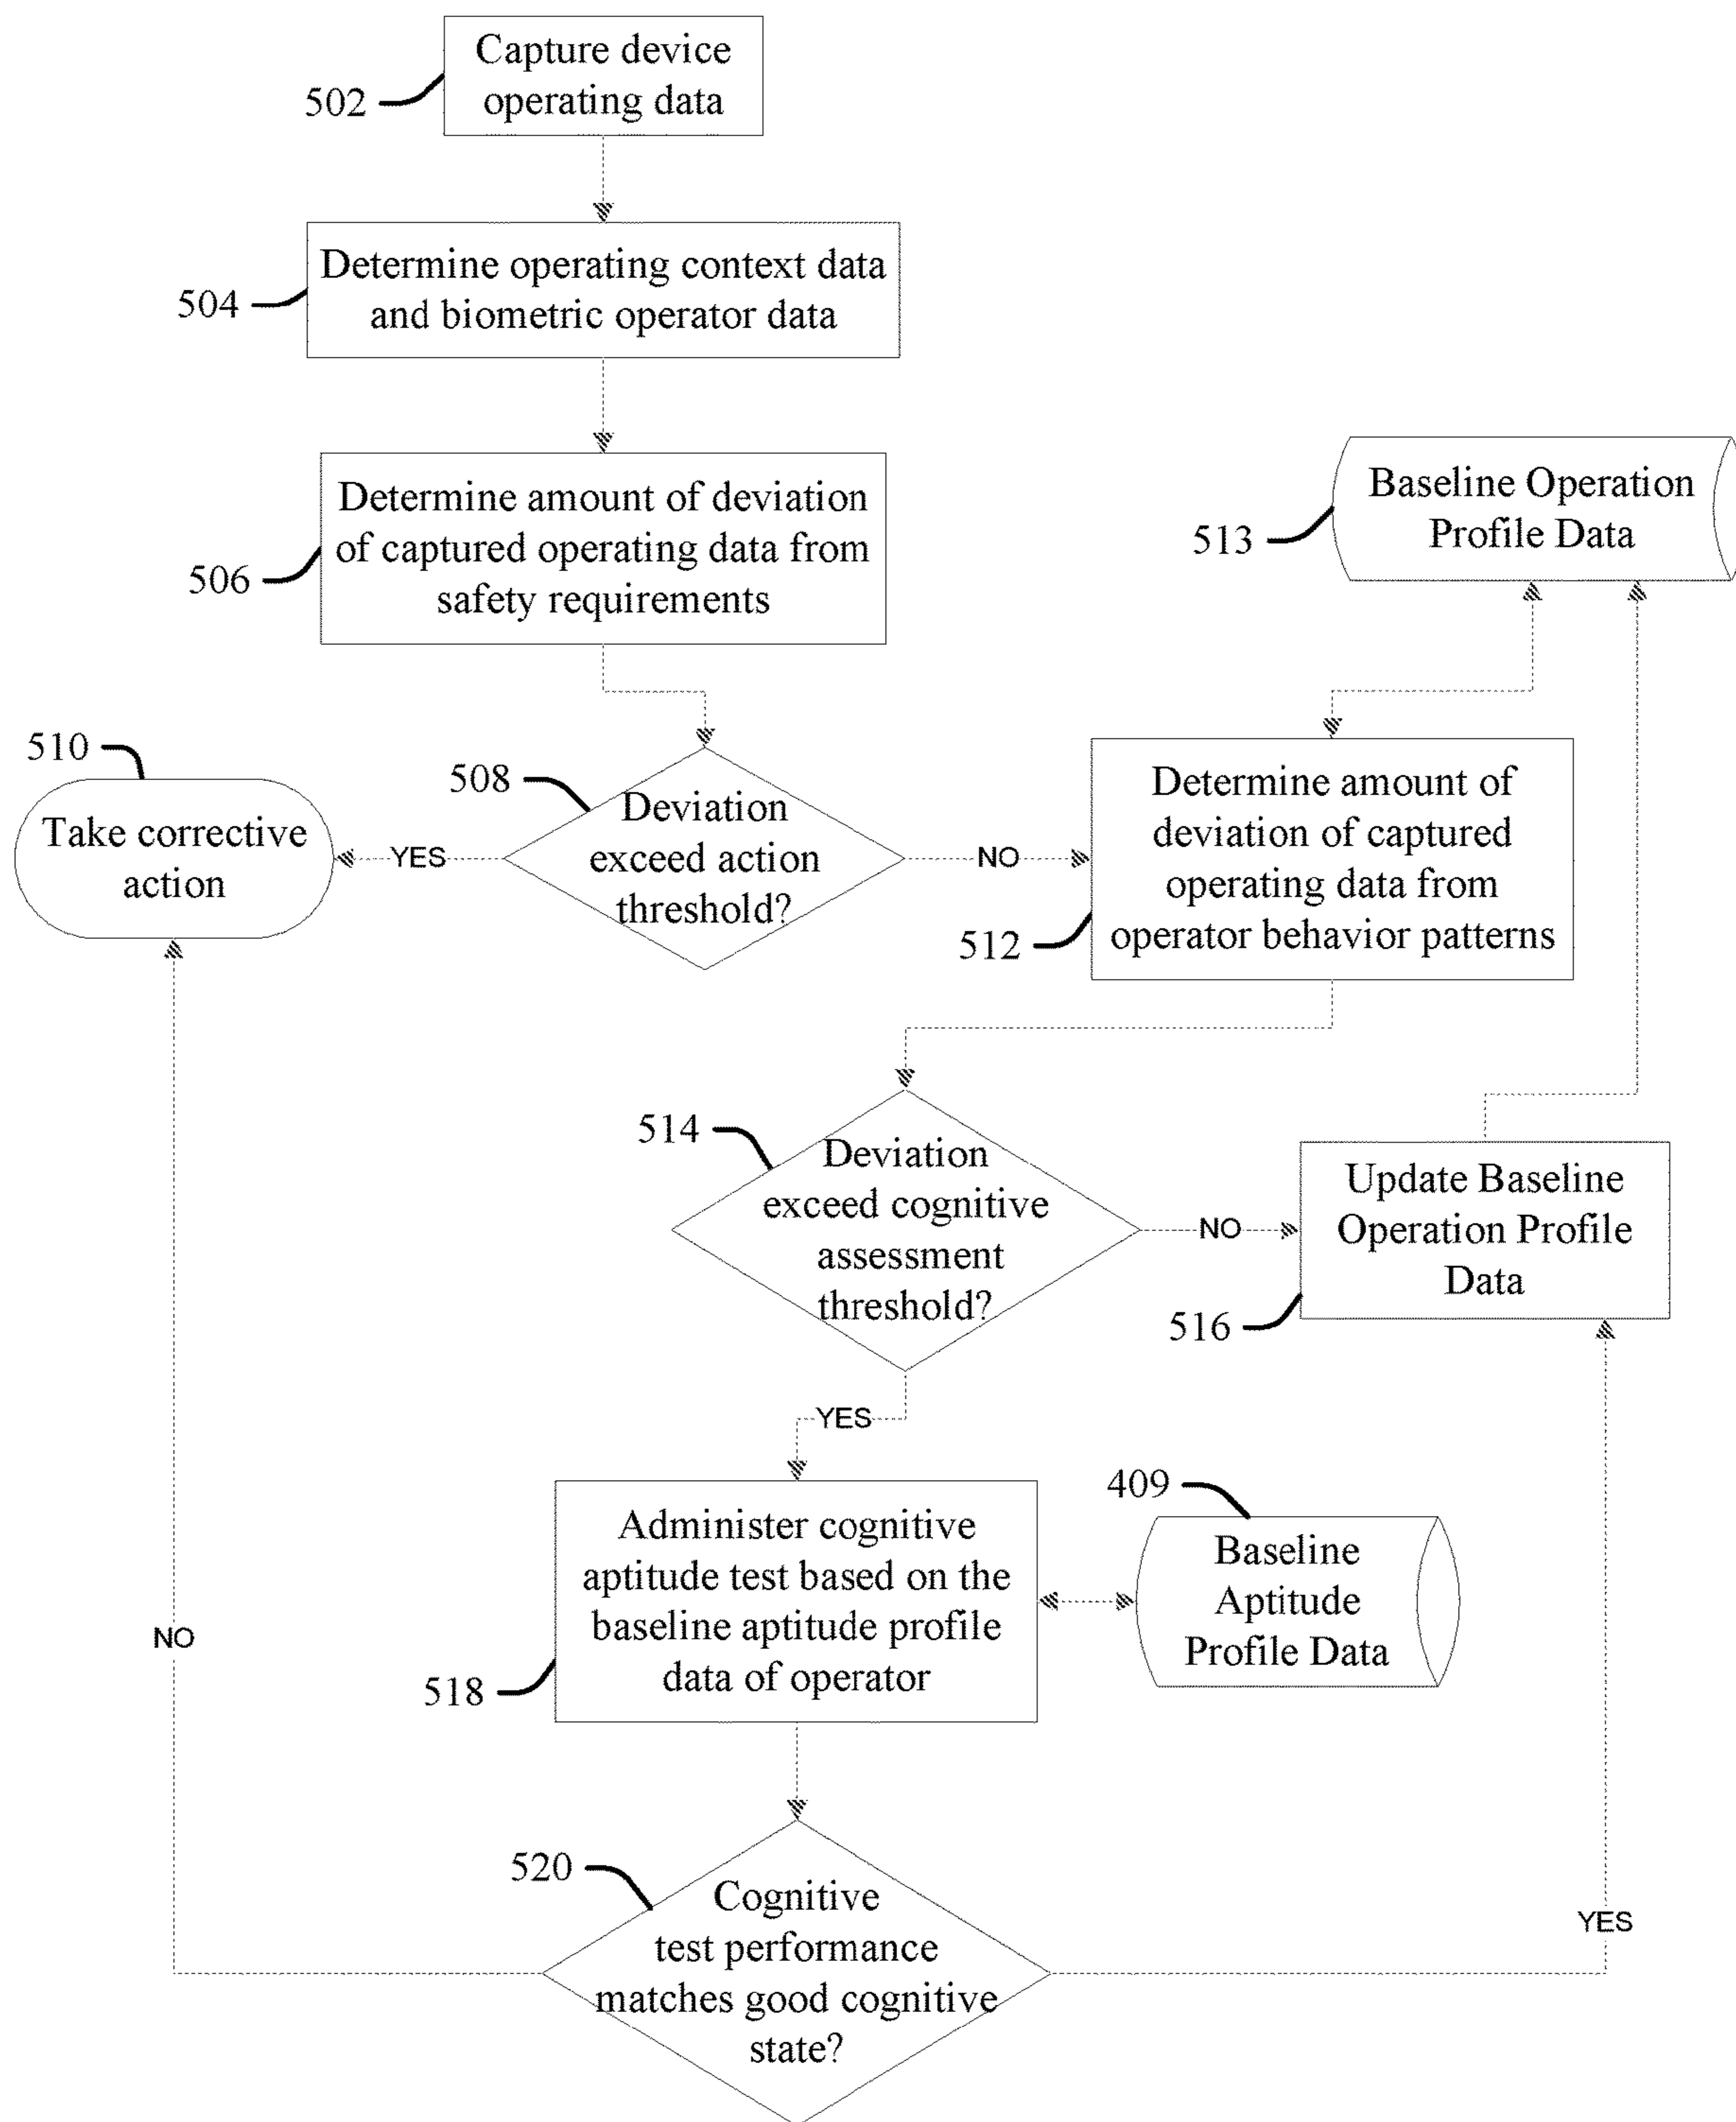 Capture device
operating data
502
Determine operating context data
and biometric operator data
504
Determine amount of deviation
of captured operating data from
safety requirements
506
Baseline Operation
Profile Data
513
510
Take corrective
action
508
Deviation
exceed action
threshold?
YES
NO
Determine amount of
deviation of captured
operating data from
operator behavior patterns
512
514
Deviation
exceed cognitive
assessment
threshold?
NO
Update Baseline
Operation Profile
Data
516
YES
Administer cognitive
aptitude test based on the
baseline aptitude profile
data of operator
518
409
Baseline
Aptitude
Profile Data
NO
520
Cognitive
test performance
matches good cognitive
state?
YES